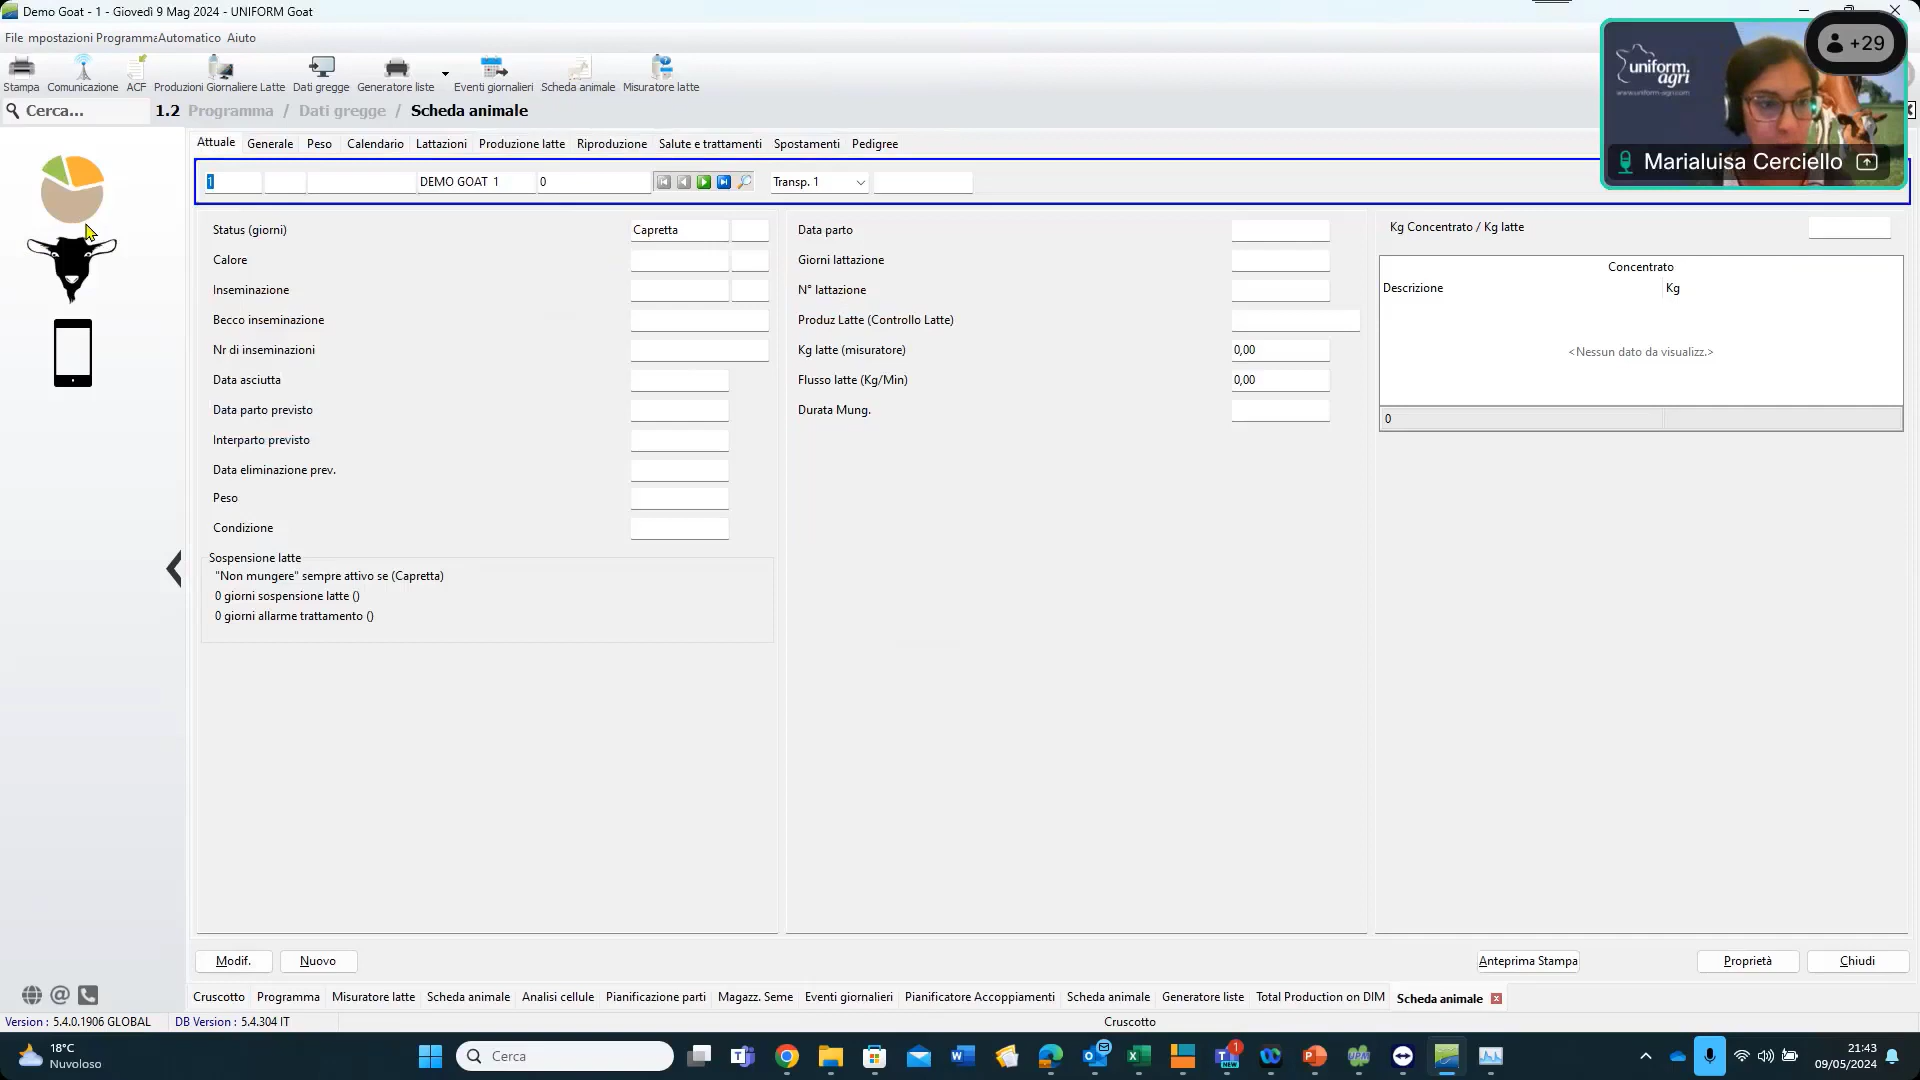 Demo Goat - 1 - Giovedì 9 Mag 2024 - UNIFORM Goat
File mpostazioni Programma Automatico Aiuto
Stampa Comunicazione ACF Produzioni Giornaliere Latte Dati gregge Generatore liste Eventi giornalieri Scheda animale Misuratore latte
Cerca... 1.2 Programma / Dati gregge / Scheda animale
+29
uniform.
agri
www.uniform-agri.com
Marialuisa Cerciello
Attuale Generale Peso Calendario Lattazioni Produzione latte Riproduzione Salute e trattamenti Spostamenti Pedigree
1 DEMO GOAT 1 0 Transp. 1
Status (giorni) Capretta
Calore
Inseminazione
Becco inseminazione
Nr di inseminazioni
Data asciutta
Data parto previsto
Interparto previsto
Data eliminazione prev.
Peso
Condizione
Sospensione latte
"Non mungere" sempre attivo se (Capretta)
0 giorni sospensione latte ()
0 giorni allarme trattamento ()
Data parto
Giorni lattazione
N° lattazione
Produz Latte (Controllo Latte)
Kg latte (misuratore) 0,00
Flusso latte (Kg/Min) 0,00
Durata Mung.
Kg Concentrato / Kg latte
Concentrato
Descrizione Kg
<Nessun dato da visualizz.>
0
Modif. Nuovo Anteprima Stampa Proprietà Chiudi
Cruscotto Programma Misuratore latte Scheda animale Analisi cellule Pianificazione parti Magazz. Seme Eventi giornalieri Pianificatore Accoppiamenti Scheda animale Generatore liste Total Production on DIM Scheda animale
Version : 5.4.0.1906 GLOBAL DB Version : 5.4.304 IT Cruscotto
18°C
Nuvoloso
Cerca
1
NEW
21:43
09/05/2024